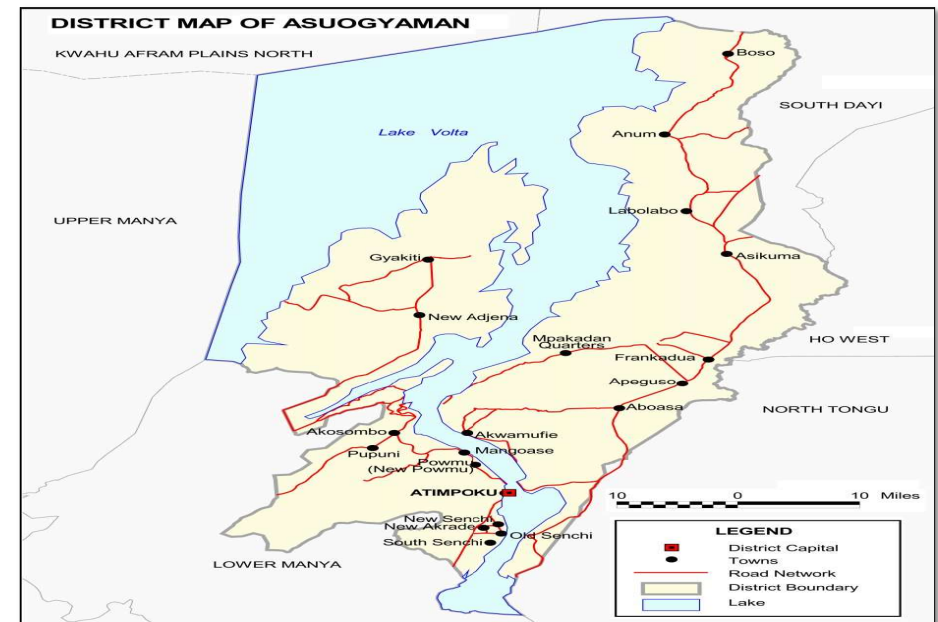 DISTRICT MAP OF ASUOGYAMAN
KWAHU AFRAM PLAINS NORTH
Boso
SOUTH DAYI
Lake Volta
Anum
Labolabo
UPPER MANYA
Gyakiti
Asikuma
New Adjena
Mpakadan
Quarters
HO WEST
Frankadua
Apeguso
Aboasa
NORTH TONGU
Akosombo
Akwamufie
Pupuni
Mangoase
Powmu
(New Powmu)
ATIMPOKU
10 0 10 Miles
New Senchi
New Akrade
Old Senchi
South Senchi
LOWER MANYA
LEGEND
District Capital
Towns
Road Network
District Boundary
Lake